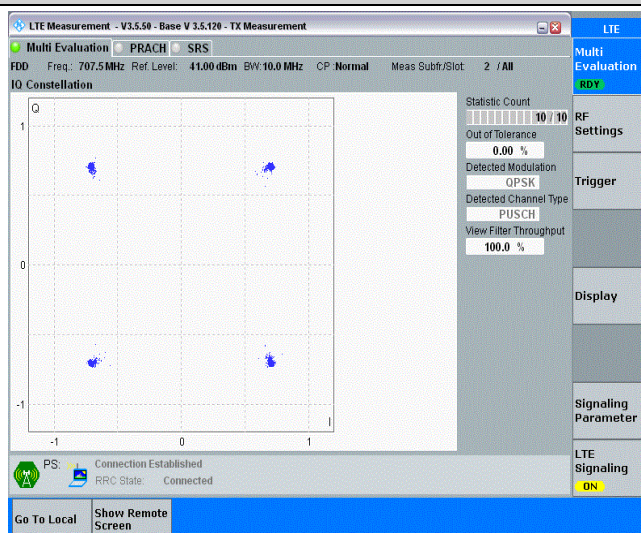 LTE Measurement - V3.5.50 - Base V 3.5.120 - TX Measurement
LTE
Multi Evaluation PRACH SRS
FDD Freq.: 707.5 MHz Ref. Level: 41.00 dBm BW: 10.0 MHz CP :Normal Meas Subfr./Slot: 2 / All
IQ Constellation
Q
1
0
-1
-1 0 1
I
Statistic Count
10 / 10
Out of Tolerance
0.00 %
Detected Modulation
QPSK
Detected Channel Type
PUSCH
View Filter Throughput
100.0 %
PS: Connection Established
RRC State: Connected
Multi
Evaluation
RDY
RF
Settings
Trigger
Display
Signaling
Parameter
LTE
Signaling
ON
Go To Local
Show Remote
Screen